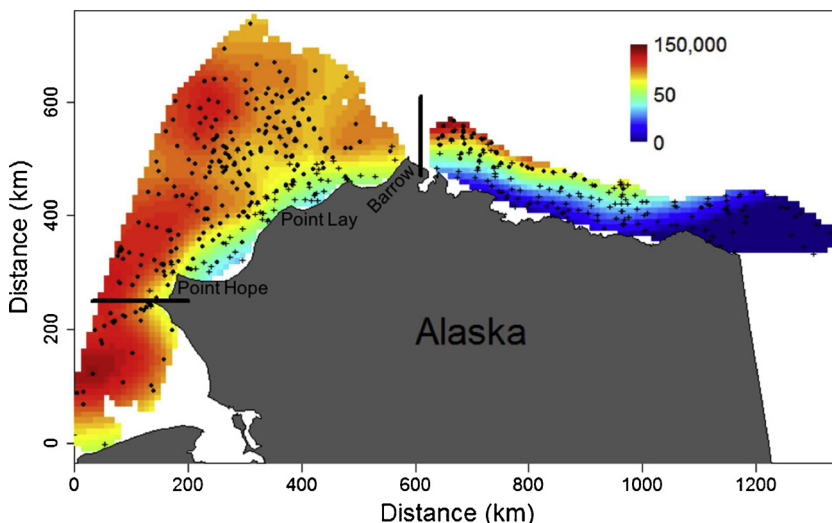 150,000
50
0
600
400
200
0
Distance (km)
Barrow
Point Lay
Point Hope
Alaska
0 200 400 600 800 1000 1200
Distance (km)